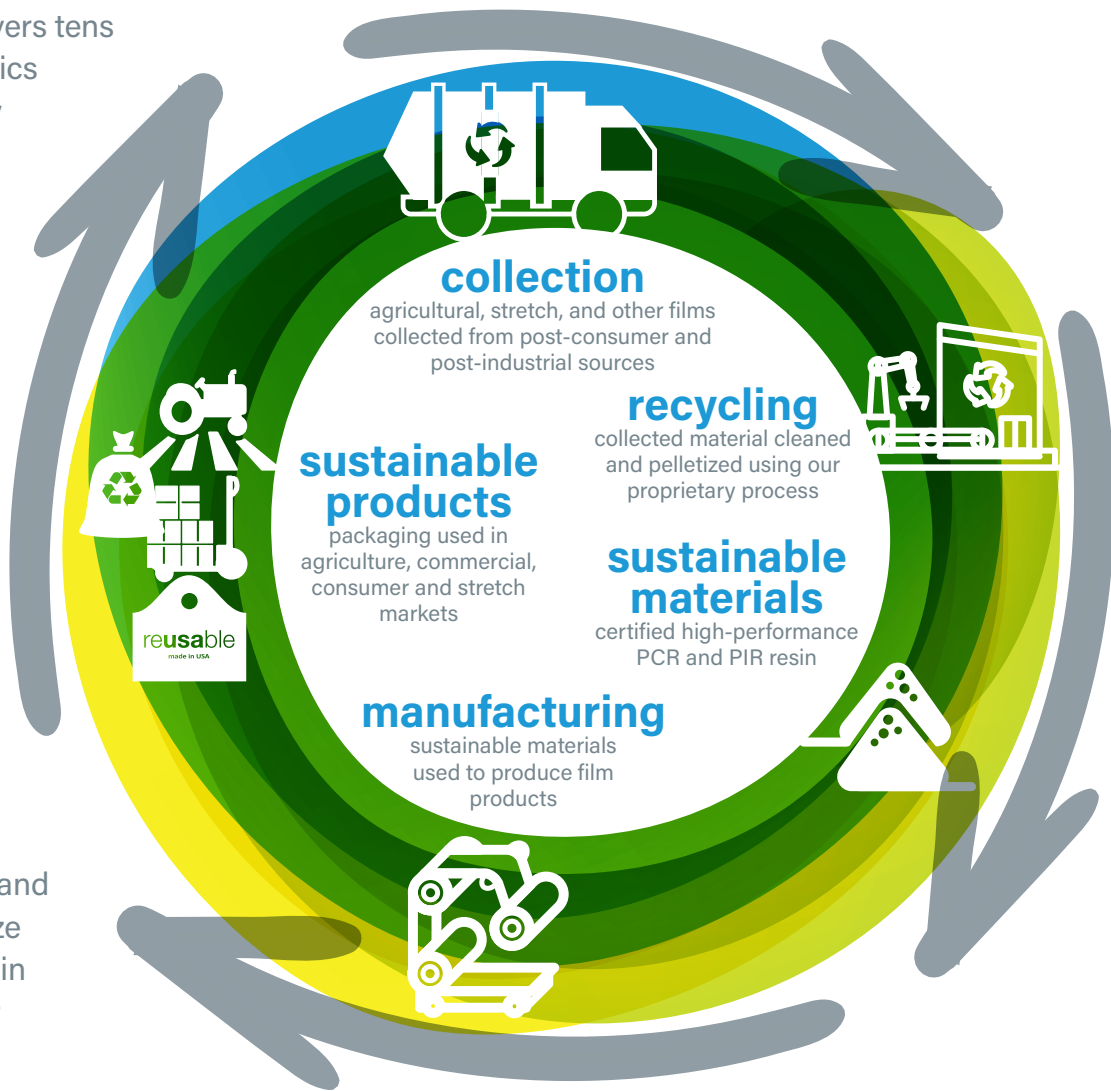 tens
collection
agricultural, stretch, and other films
collected from post-consumer and
post-industrial sources
recycling
collected material cleaned
and pelletized using our
proprietary process
sustainable
products
packaging used in
agriculture, commercial,
consumer and stretch
markets
sustainable
materials
certified high-performance
PCR and PIR resin
reusable
made in USA
manufacturing
sustainable materials
used to produce film
products
and
in